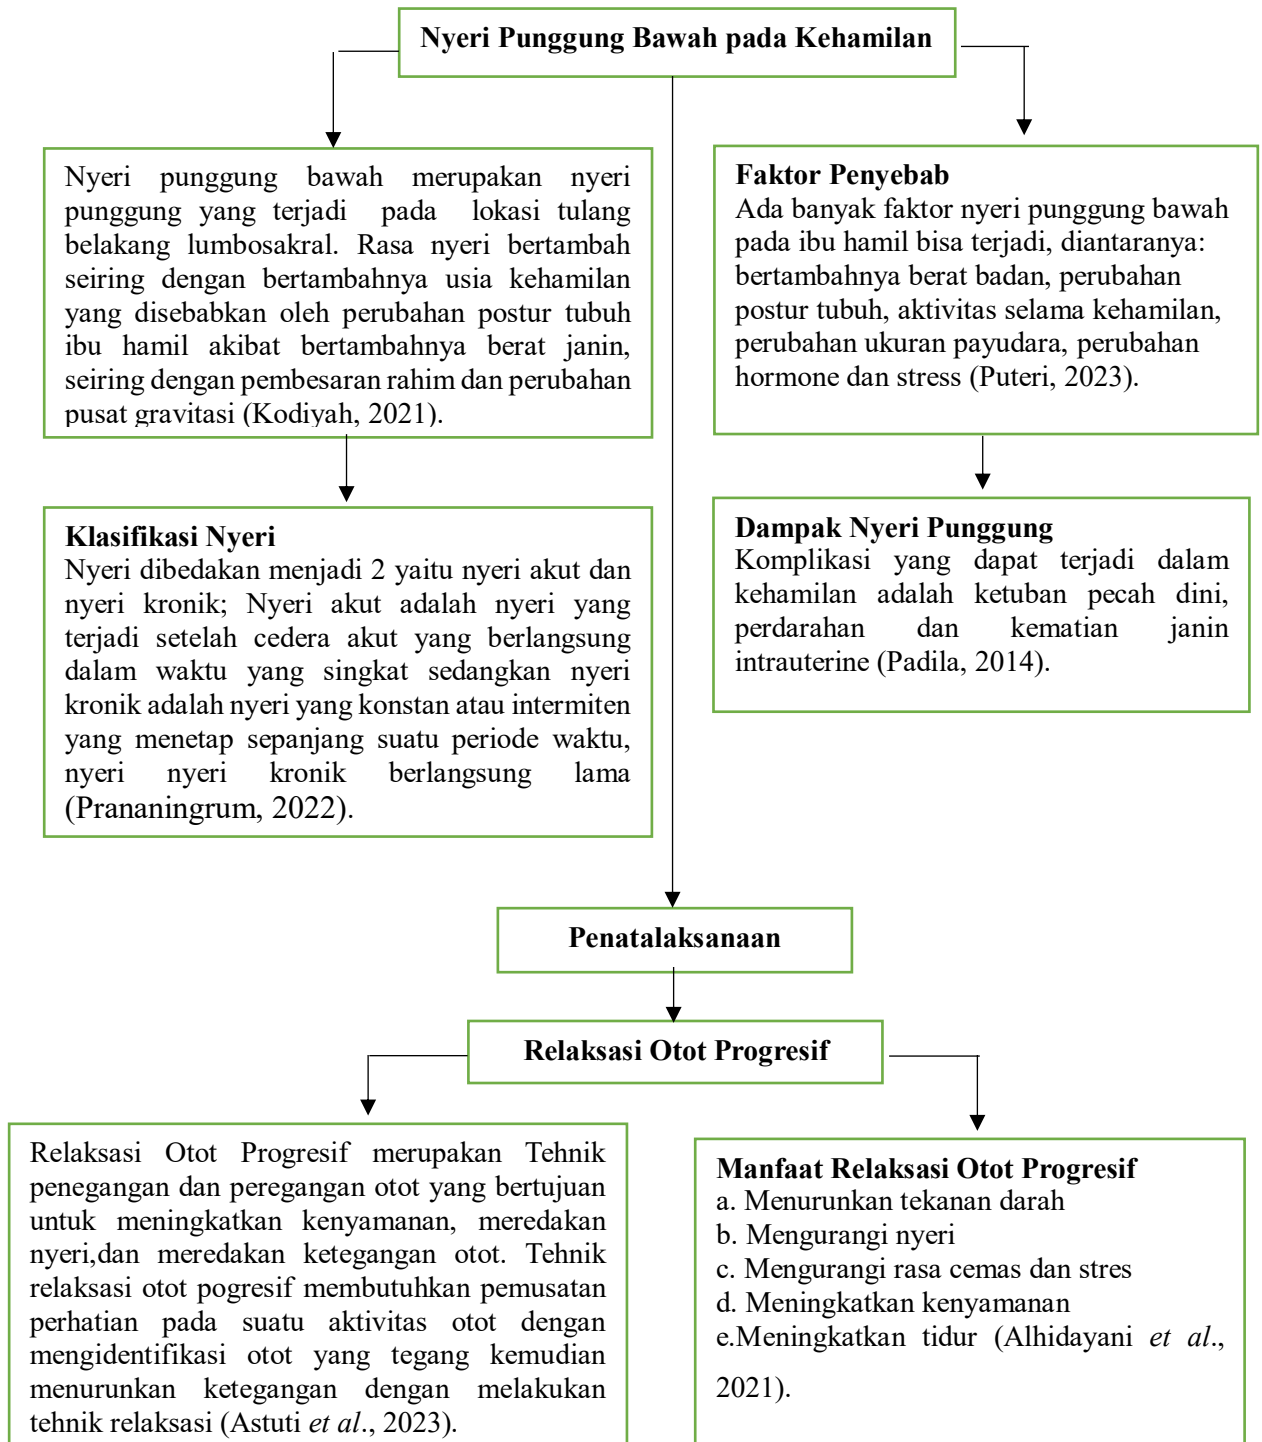 Nyeri Punggung Bawah pada Kehamilan
Nyeri punggung bawah merupakan nyeri
punggung yang terjadi pada lokasi tulang
belakang lumbosakral. Rasa nyeri bertambah
seiring dengan bertambahnya usia kehamilan
yang disebabkan oleh perubahan postur tubuh
ibu hamil akibat bertambahnya berat janin,
seiring dengan pembesaran rahim dan perubahan
pusat gravitasi (Kodiyah, 2021).
Faktor Penyebab
Ada banyak faktor nyeri punggung bawah
pada ibu hamil bisa terjadi, diantaranya:
bertambahnya berat badan, perubahan
postur tubuh, aktivitas selama kehamilan,
perubahan ukuran payudara, perubahan
hormone dan stress (Puteri, 2023).
Klasifikasi Nyeri
Nyeri dibedakan menjadi 2 yaitu nyeri akut dan
nyeri kronik; Nyeri akut adalah nyeri yang
terjadi setelah cedera akut yang berlangsung
dalam waktu yang singkat sedangkan nyeri
kronik adalah nyeri yang konstan atau intermiten
yang menetap sepanjang suatu periode waktu,
nyeri nyeri kronik berlangsung lama
(Prananingrum, 2022).
Dampak Nyeri Punggung
Komplikasi yang dapat terjadi dalam
kehamilan adalah ketuban pecah dini,
perdarahan dan kematian janin
intrauterine (Padila, 2014).
Penatalaksanaan
Relaksasi Otot Progresif
Relaksasi Otot Progresif merupakan Tehnik
penegangan dan peregangan otot yang bertujuan
untuk meningkatkan kenyamanan, meredakan
nyeri,dan meredakan ketegangan otot. Tehnik
relaksasi otot pogresif membutuhkan pemusatan
perhatian pada suatu aktivitas otot dengan
mengidentifikasi otot yang tegang kemudian
menurunkan ketegangan dengan melakukan
tehnik relaksasi (Astuti et al., 2023).
Manfaat Relaksasi Otot Progresif
a. Menurunkan tekanan darah
b. Mengurangi nyeri
c. Mengurangi rasa cemas dan stres
d. Meningkatkan kenyamanan
e.Meningkatkan tidur (Alhidayani et al.,
2021).